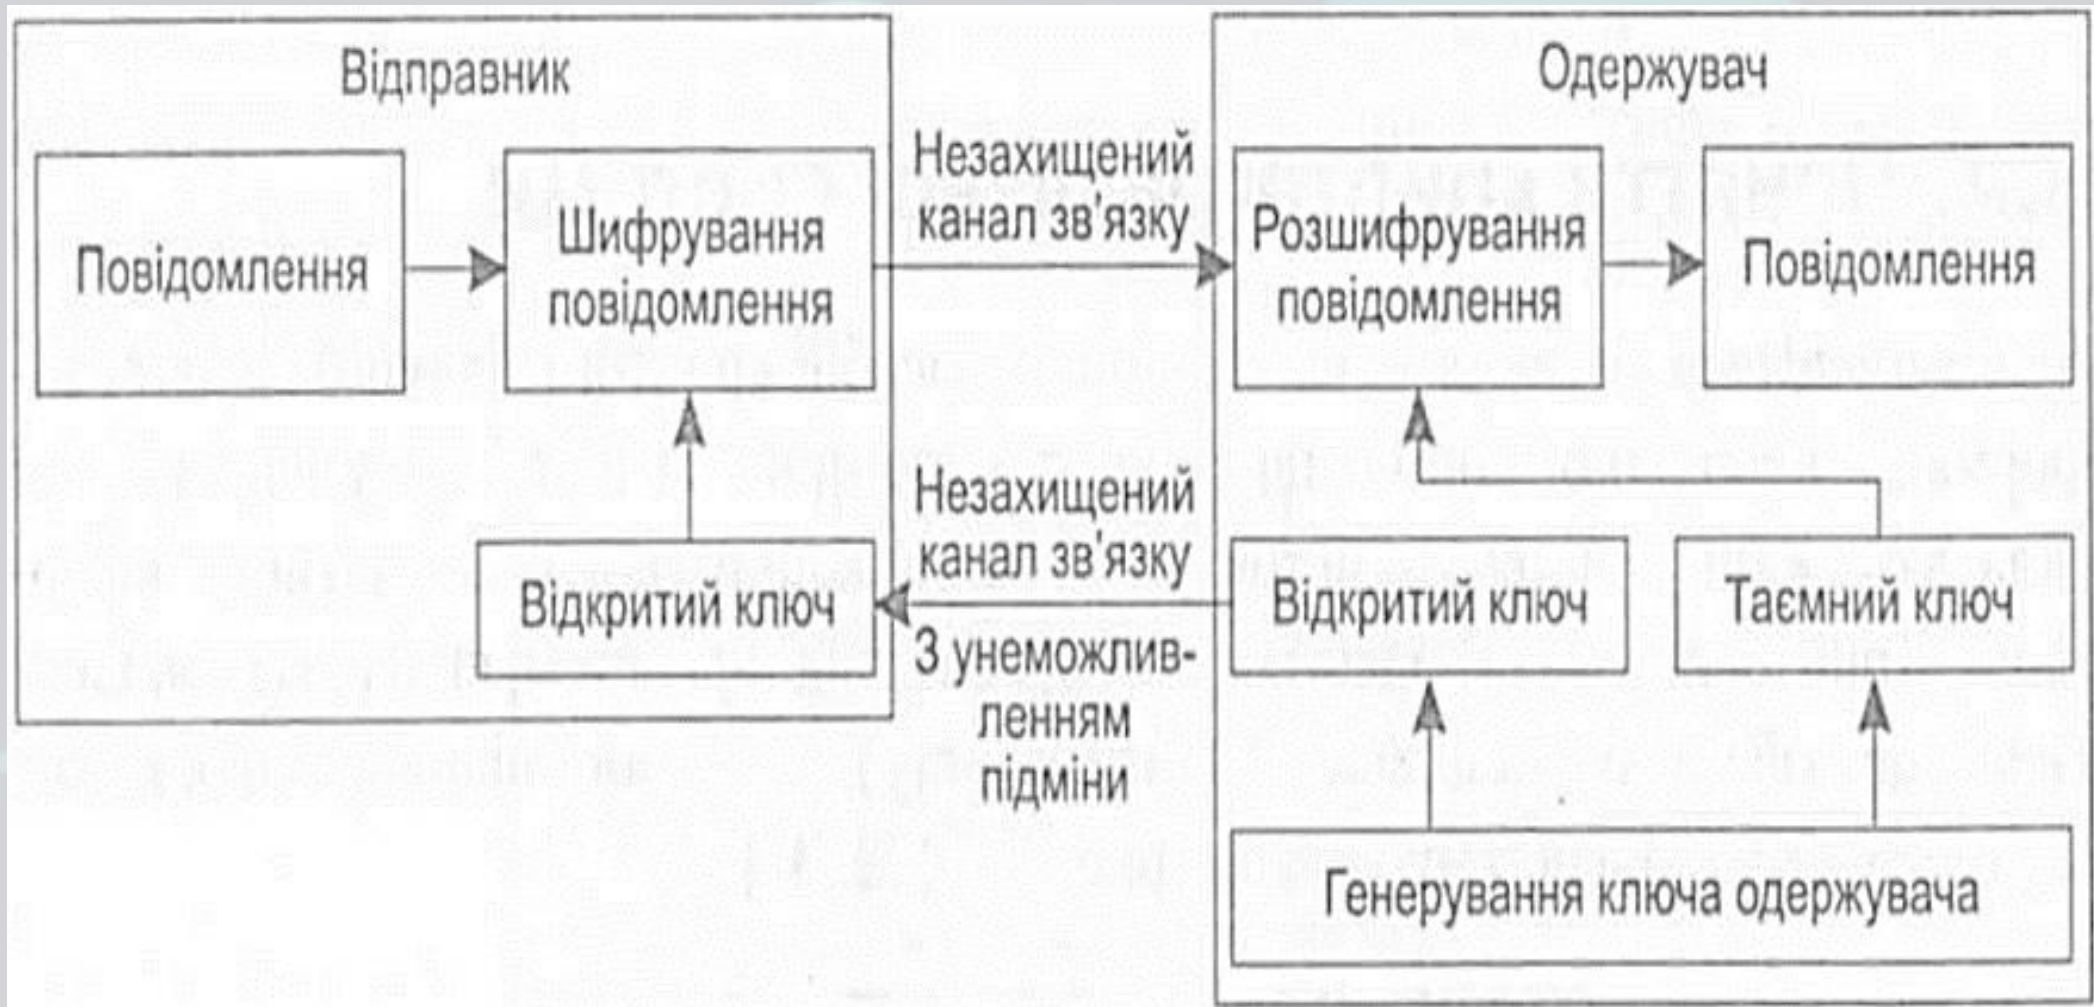 Відправник
Повідомлення
Шифрування
повідомлення
Відкритий ключ
Незахищений
канал зв'язку
Незахищений
канал зв'язку
З унеможлив-
ленням
підміни
Одержувач
Розшифрування
повідомлення
Повідомлення
Відкритий ключ
Таємний ключ
Генерування ключа одержувача